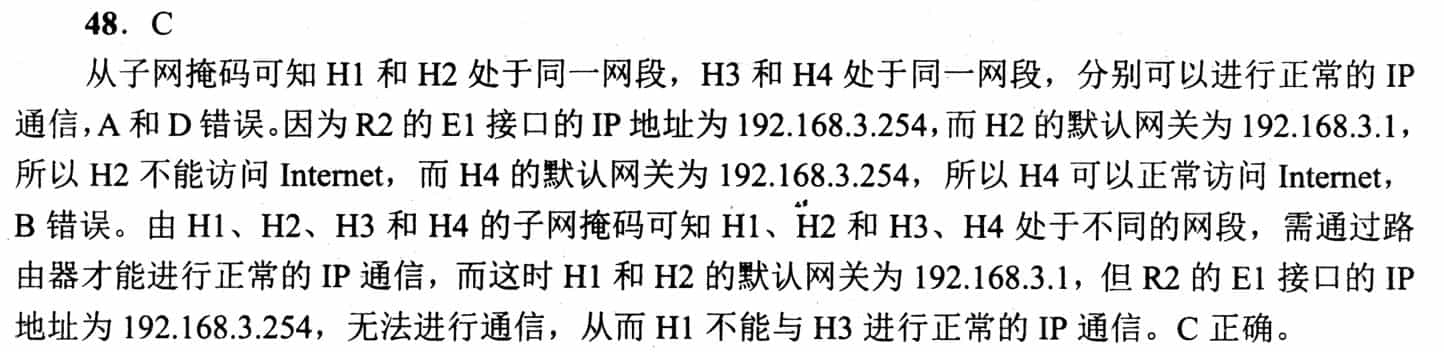 48．C
从子网掩码可知 H1 和 H2 处于同一网段，H3 和 H4 处于同一网段，分别可以进行正常的 IP
通信，A 和 D 错误。因为 R2 的 E1 接口的 IP 地址为 192.168.3.254，而 H2 的默认网关为 192.168.3.1，
所以 H2 不能访问 Internet，而 H4 的默认网关为 192.168.3.254，所以 H4 可以正常访问 Internet，
B 错误。由 H1、H2、H3 和 H4 的子网掩码可知 H1、H2 和 H3、H4 处于不同的网段，需通过路
由器才能进行正常的 IP 通信，而这时 H1 和 H2 的默认网关为 192.168.3.1，但 R2 的 E1 接口的 IP
地址为 192.168.3.254，无法进行通信，从而 H1 不能与 H3 进行正常的 IP 通信。C 正确。